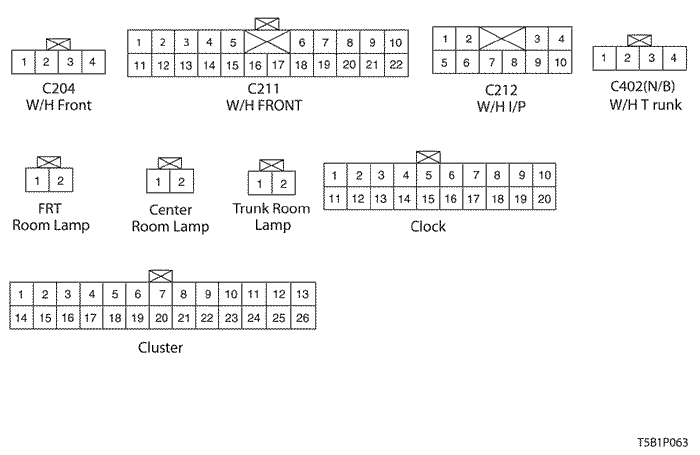 1 2 3 4
C204
W/H Front
1 2 3 4 5 6 7 8 9 10
11 12 13 14 15 16 17 18 19 20 21 22
C211
W/H FRONT
1 2 3 4
5 6 7 8 9 10
C212
W/H I/P
1 2 3 4
C402(N/B)
W/H T runk
1 2
FRT
Room Lamp
1 2
Center
Room Lamp
1 2
Trunk Room
Lamp
1 2 3 4 5 6 7 8 9 10
11 12 13 14 15 16 17 18 19 20
Clock
1 2 3 4 5 6 7 8 9 10 11 12 13
14 15 16 17 18 19 20 21 22 23 24 25 26
Cluster
T5B1P063